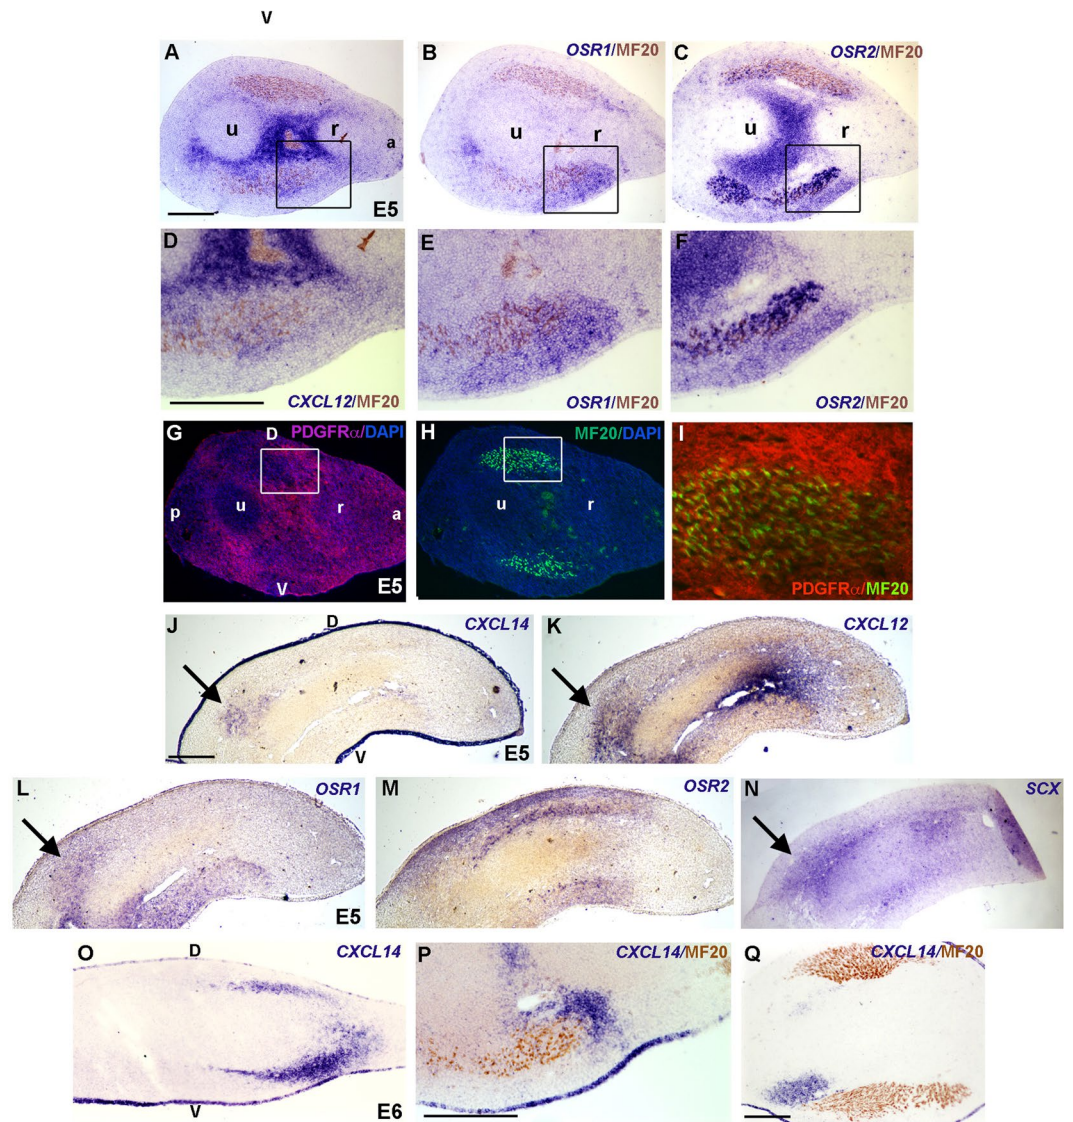 V
A
B
OSR1/MF20
C
OSR2/MF20
u
r
a
u
r
u
r
E5
D
E
F
CXCL12/MF20
OSR1/MF20
OSR2/MF20
G
D
PDGFRα/DAPI
H
MF20/DAPI
I
p
u
r
a
u
r
V
E5
PDGFRα/MF20
J
D
CXCL14
K
CXCL12
V
E5
L
OSR1
M
OSR2
N
SCX
E5
O
D
CXCL14
P
CXCL14/MF20
Q
CXCL14/MF20
V
E6